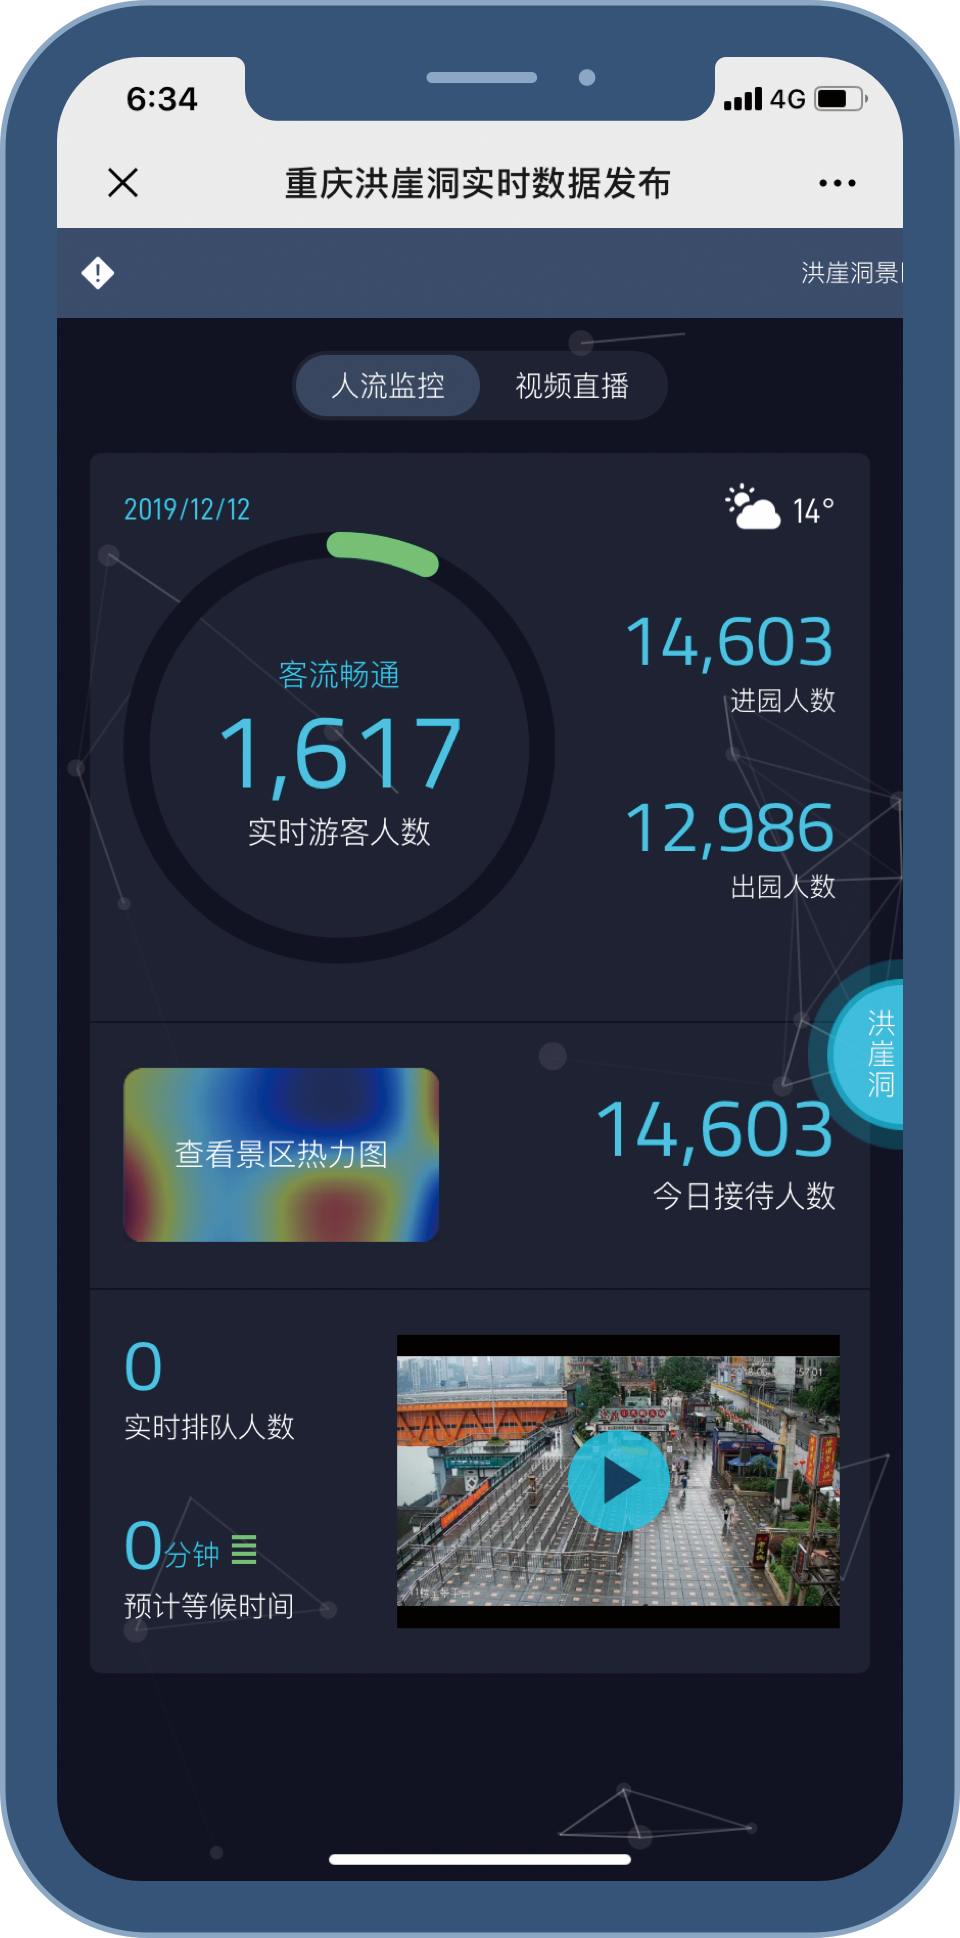 6:34
4G
重庆洪崖洞实时数据发布
洪崖洞景
人流监控
视频直播
2019/12/12
14°
客流畅通
1,617
实时游客人数
14,603
进园人数
12,986
出园人数
洪崖洞
查看景区热力图
14,603
今日接待人数
0
实时排队人数
0分钟
预计等候时间